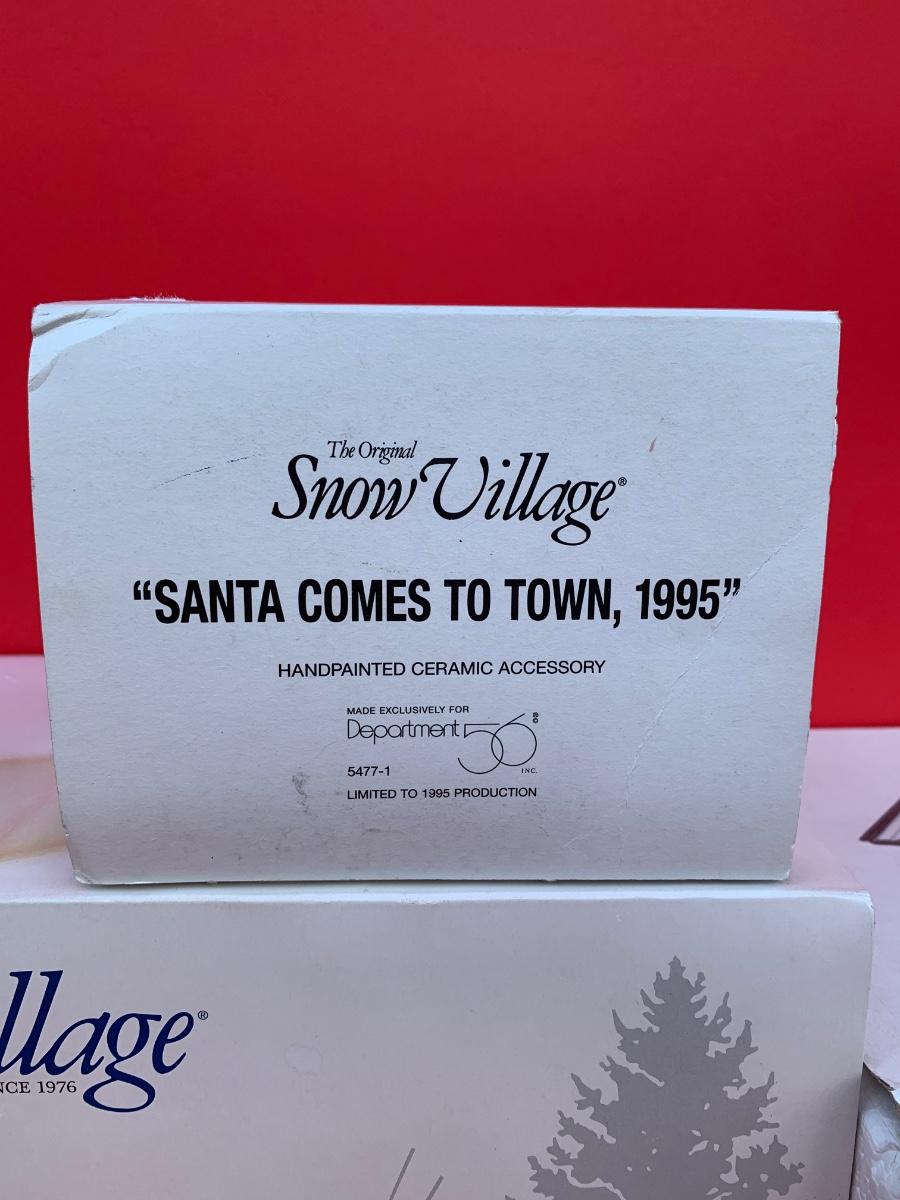 The Original
Snow Village®
“SANTA COMES TO TOWN, 1995”
HANDPAINTED CERAMIC ACCESSORY
MADE EXCLUSIVELY FOR
Department 56 ®©
5477-1 INC.
LIMITED TO 1995 PRODUCTION
llage®
NCE 1976